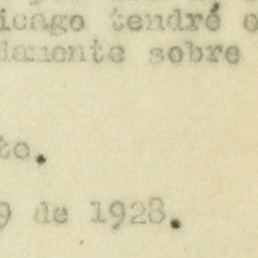 icago tendré
damente sobre
to.
9 de 1928.